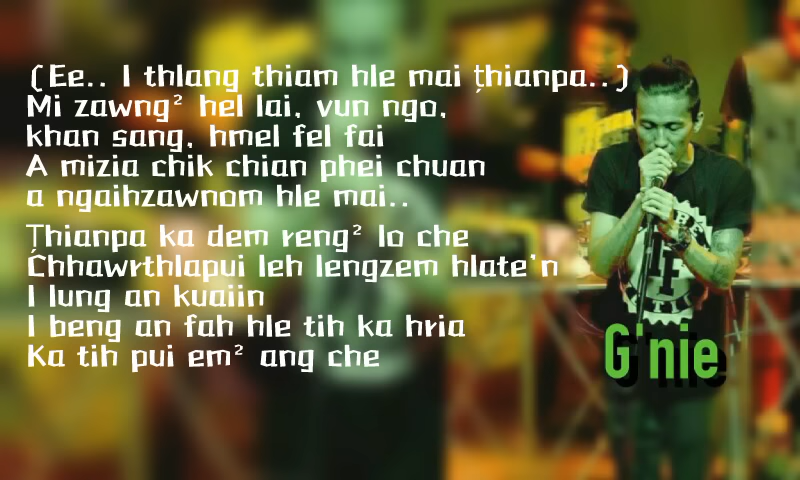 (Ee.. I thlang thiam hle mai ṭhianpa..)
Mi zawng² hel lai, vun ngo,
khan sang, hmel fel fai
A mizia chik chian phei chuan
a ngaihzawnom hle mai..
Ṭhianpa ka dem reng² lo che
Chhawrthlapui leh lengzem hlate'n
I lung an kuaiin
I beng an fah hle tih ka hria
Ka tih pui em² ang che
G'nie